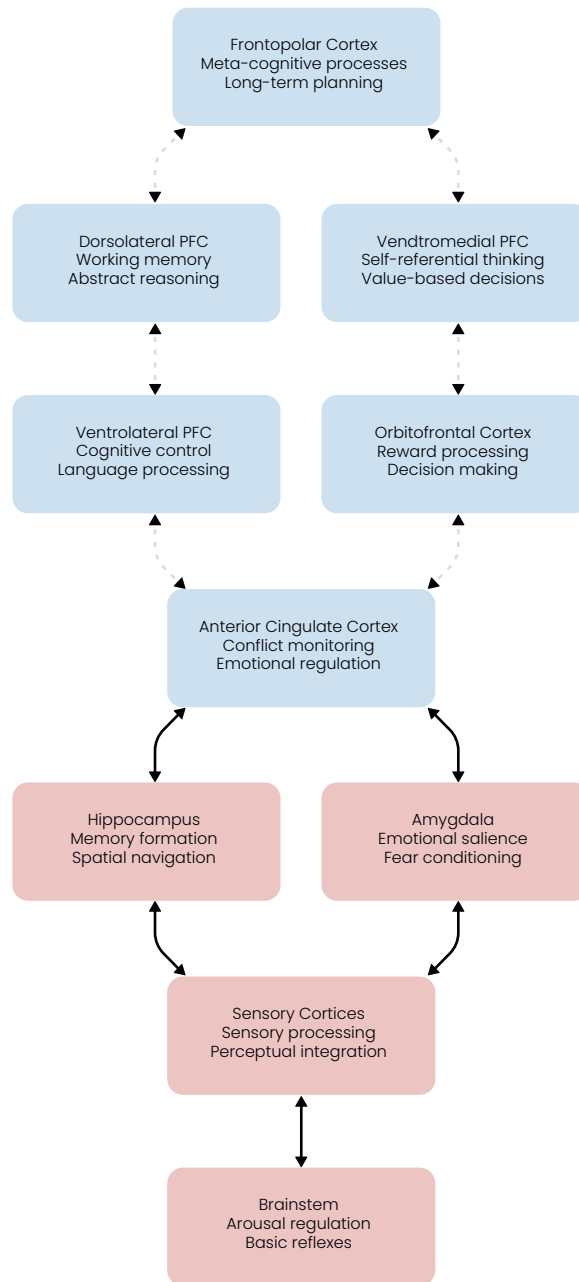 Frontopolar Cortex
Meta-cognitive processes
Long-term planning
Dorsolateral PFC
Working memory
Abstract reasoning
Vendtromedial PFC
Self-referential thinking
Value-based decisions
Ventrolateral PFC
Cognitive control
Language processing
Orbitofrontal Cortex
Reward processing
Decision making
Anterior Cingulate Cortex
Conflict monitoring
Emotional regulation
Hippocampus
Memory formation
Spatial navigation
Amygdala
Emotional salience
Fear conditioning
Sensory Cortices
Sensory processing
Perceptual integration
Brainstem
Arousal regulation
Basic reflexes